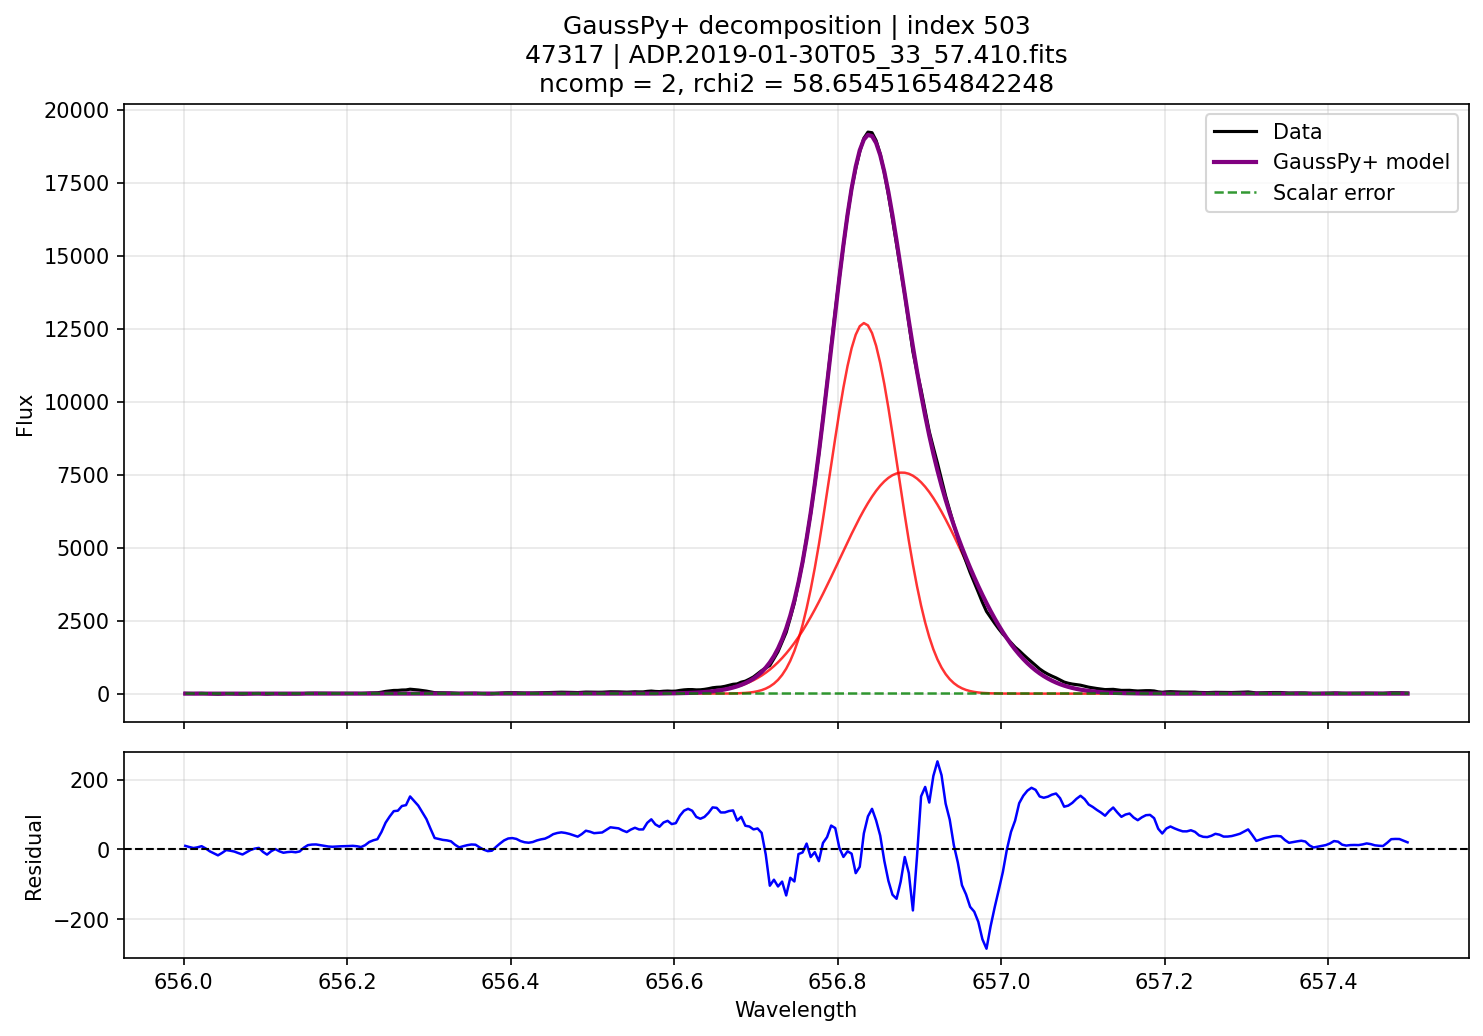 GaussPy+ decomposition | index 503
47317 | ADP.2019-01-30T05_33_57.410.fits
ncomp = 2, rchi2 = 58.65451654842248
20000
17500
15000
12500
10000
7500
5000
2500
0
Flux
Data
GaussPy+ model
Scalar error
200
0
−200
Residual
656.0 656.2 656.4 656.6 656.8 657.0 657.2 657.4
Wavelength